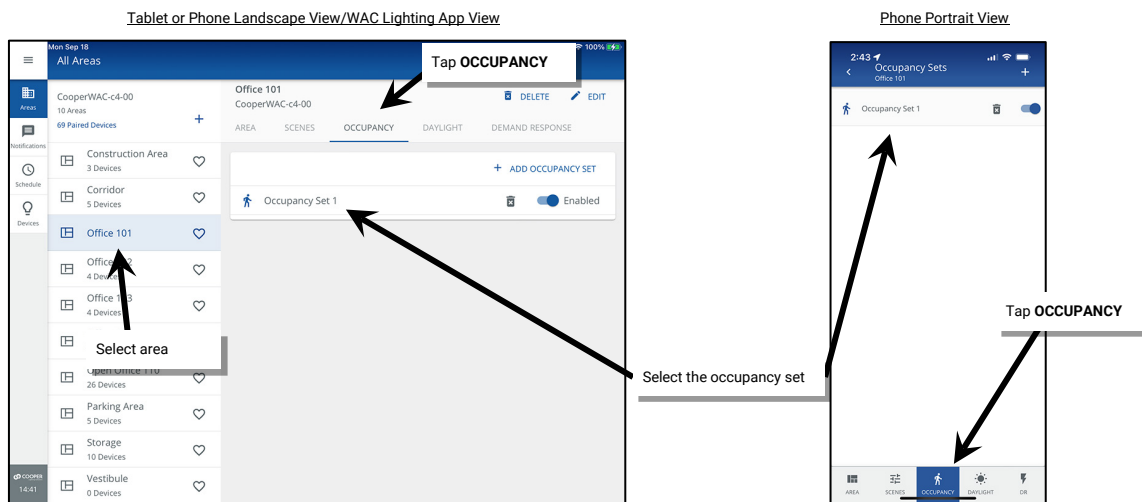 Tablet or Phone Landscape View/WAC Lighting App View
Mon Sep 18
100%
All Areas
Tap OCCUPANCY
Areas
Notifications
Schedule
Devices
COOPER
14:41
CooperWAC-c4-00
10 Areas
69 Paired Devices
+
Construction Area
3 Devices
Corridor
5 Devices
Office 101
4 Devices
4 Devices
Select area
Open Office 110
26 Devices
Parking Area
5 Devices
Storage
10 Devices
Vestibule
0 Devices
Office 101
CooperWAC-c4-00
DELETE
EDIT
AREA SCENES OCCUPANCY DAYLIGHT DEMAND RESPONSE
+ ADD OCCUPANCY SET
Occupancy Set 1
Enabled
Select the occupancy set
Phone Portrait View
2:43
Occupancy Sets
Office 101
+
Occupancy Set 1
Tap OCCUPANCY
AREA SCENES OCCUPANCY DAYLIGHT DR